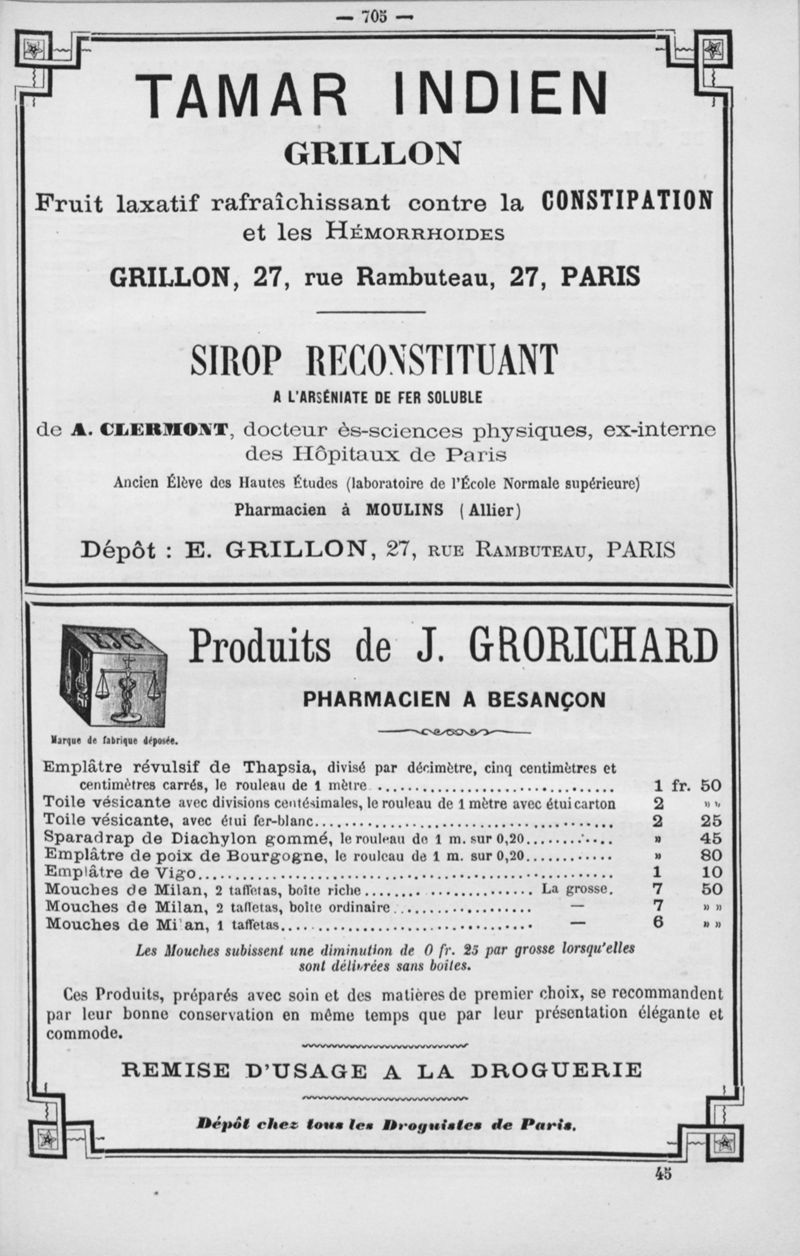 — 705 —
TAMAR INDIEN
GRILLON
Fruit laxatif rafraîchissant contre la CONSTIPATION
et les HÉMORRHOIDES
GRILLON, 27, rue Rambuteau, 27, PARIS
SIROP RECONSTITUANT
A L'ARSÉNIATE DE FER SOLUBLE
de A. CLERMONT, docteur ès-sciences physiques, ex-interne
des Hôpitaux de Paris
Ancien Élève des Hautes Études (laboratoire de l'École Normale supérieure)
Pharmacien à MOULINS (Allier)
Dépôt : E. GRILLON, 27, RUE RAMBUTEAU, PARIS
EJG
Produits de J. GRORICHARD
PHARMACIEN A BESANÇON
Marque de fabrique déposée.
Emplâtre révulsif de Thapsia, divisé par décimètre, cinq centimètres et
centimètres carrés, le rouleau de 1 mètre .................... 1 fr. 50
Toile vésicante avec divisions centésimales, le rouleau de 1 mètre avec étui carton 2 » »
Toile vésicante, avec étui fer-blanc.................... 2 25
Sparadrap de Diachylon gommé, le rouleau de 1 m. sur 0,20............ » 45
Emplâtre de poix de Bourgogne, le rouleau de 1 m. sur 0,20............ » 80
Emplâtre de Vigo.................... 1 10
Mouches de Milan, 2 taffetas, boîte riche.................... La grosse. 7 50
Mouches de Milan, 2 taffetas, boîte ordinaire.................... — 7 » »
Mouches de Mi an, 1 taffetas.................... — 6 » »
Les Mouches subissent une diminution de 0 fr. 25 par grosse lorsqu'elles
sont délivrées sans boîtes.
Ces Produits, préparés avec soin et des matières de premier choix, se recommandent
par leur bonne conservation en même temps que par leur présentation élégante et
commode.
REMISE D'USAGE A LA DROGUERIE
Dépôt chez tous les Droguistes de Paris.
45